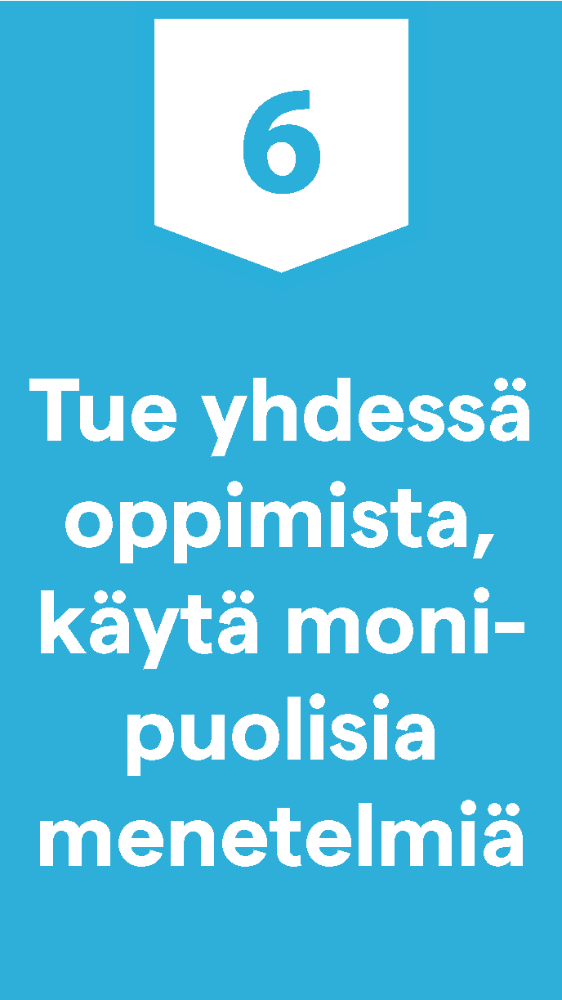 6
Tue yhdessä
oppimista,
käytä moni-
puolisia
menetelmiä